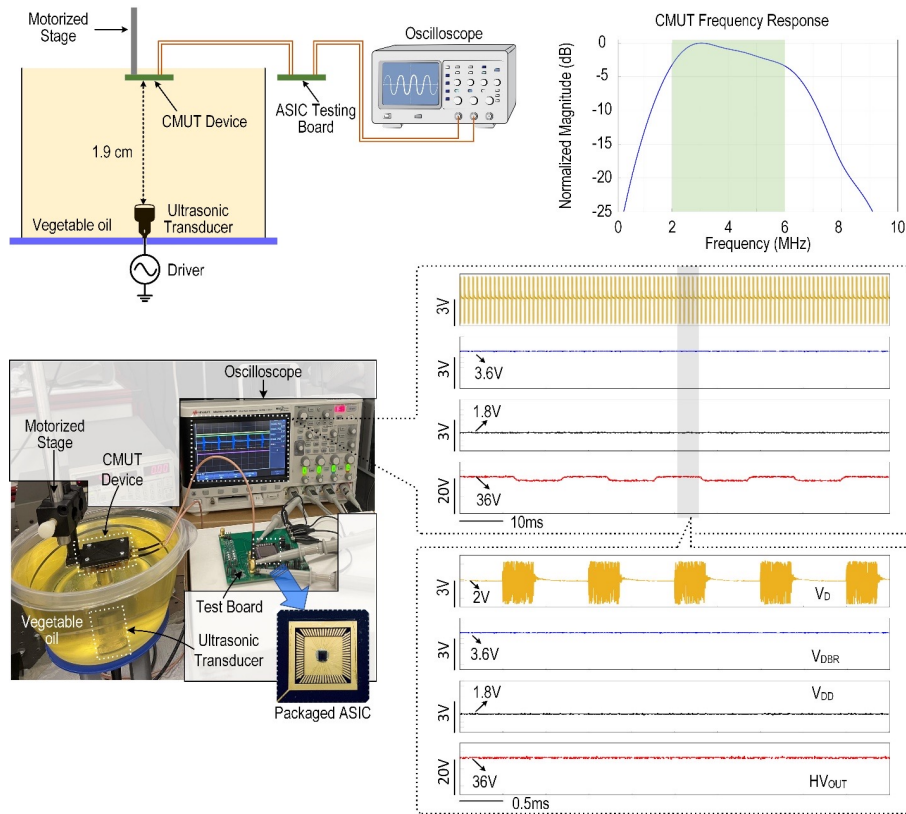 Motorized
Stage
Oscilloscope
CMUT Device
ASIC Testing
Board
1.9 cm
Vegetable oil
Ultrasonic
Transducer
Driver
CMUT Frequency Response
Normalized Magnitude (dB)
0
-5
-10
-15
-20
-25
0 2 4 6 8 10
Frequency (MHz)
3V
3V
3.6V
3V
1.8V
20V
36V
10ms
3V
2V
VD
3V
3.6V
VDBR
3V
1.8V
VDD
20V
36V
HVOUT
0.5ms
Oscilloscope
Motorized
Stage
CMUT
Device
Test Board
Vegetable
oil
Ultrasonic
Transducer
Packaged ASIC